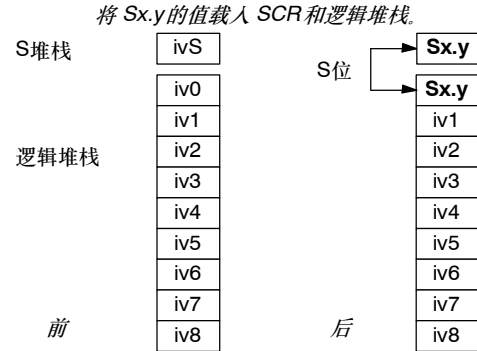 将 Sx.y的值载入 SCR和逻辑堆栈。
S堆栈 ivS S位 Sx.y
iv0 Sx.y
iv1 iv1
逻辑堆栈 iv2 iv2
iv3 iv3
iv4 iv4
iv5 iv5
iv6 iv6
iv7 iv7
前 iv8 后 iv8